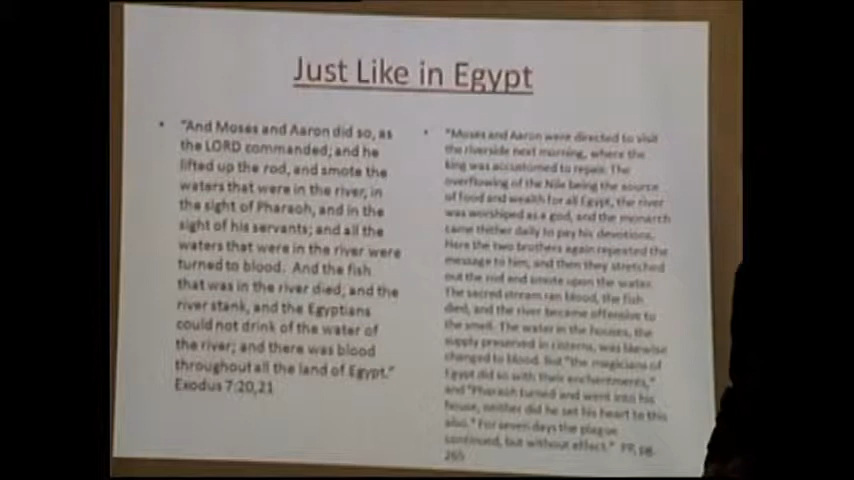 Just Like in Egypt
• "And Moses and Aaron did so, as
the LORD commanded; and he
lifted up the rod, and smote the
waters that were in the river, in
the sight of Pharaoh, and in the
sight of his servants; and all the
waters that were in the river were
turned to blood. And the fish
that was in the river died; and the
river stank, and the Egyptians
could not drink of the water of
the river; and there was blood
throughout all the land of Egypt."
Exodus 7:20,21
• "Moses and Aaron were directed to visit
the riverside next morning, where the
king was accustomed to repair. The
overflowing of the Nile being the source
of food and wealth for all Egypt, the river
was worshiped as a god, and the monarch
came thither daily to pay his devotions.
Here the two brothers again repeated the
message to him, and then they stretched
out the rod and smote upon the water.
The sacred stream ran blood, the fish
died, and the river became offensive to
the smell. The water in the houses, the
supply preserved in cisterns, was likewise
changed to blood. But "the magicians of
Egypt did so with their enchantments,"
and "Pharaoh turned and went into his
house, neither did he set his heart to this
also." For seven days the plague
continued, but without effect." PP, pg.
265